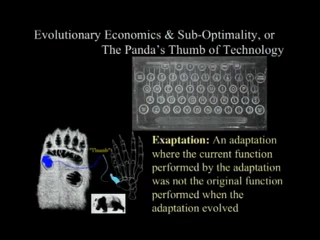 Evolutionary Economics & Sub-Optimality, or
The Panda's Thumb of Technology
"Thumb"
Exaptation: An adaptation
where the current function
performed by the adaptation
was not the original function
performed when the
adaptation evolved